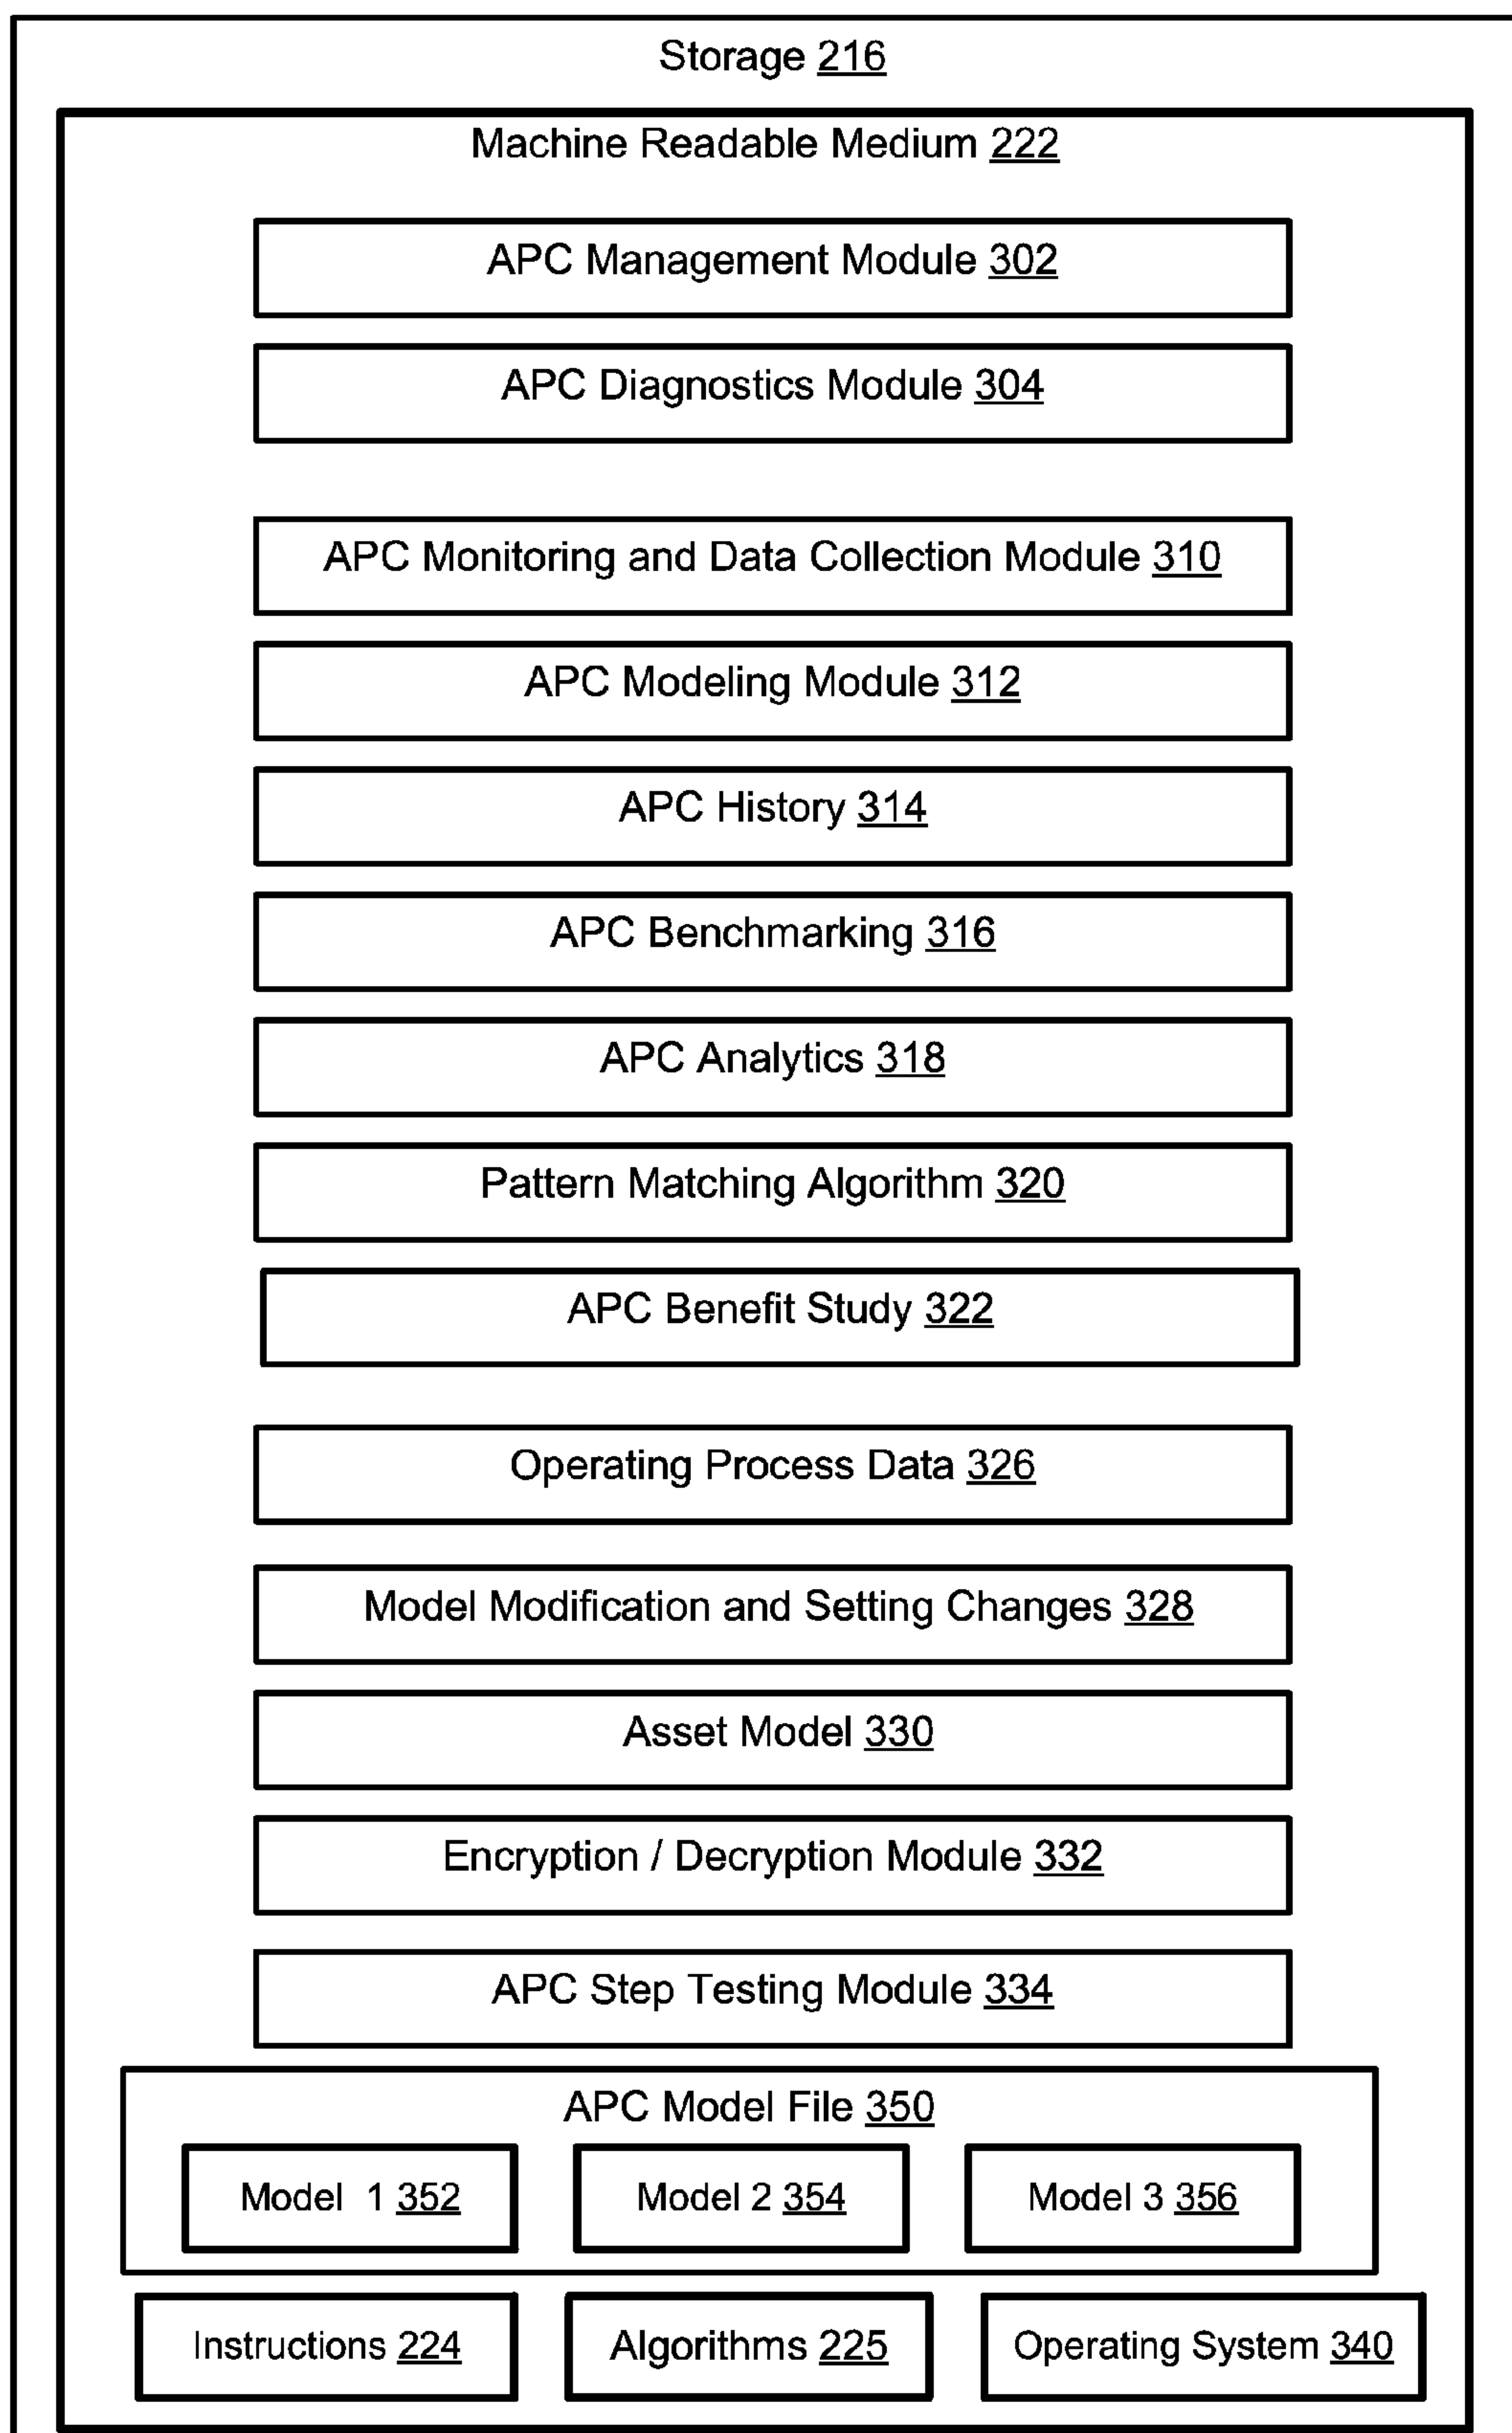 Storage 216
Machine Readable Medium 222
APC Management Module 302
APC Diagnostics Module 304
APC Monitoring and Data Collection Module 310
APC Modeling Module 312
APC History 314
APC Benchmarking 316
APC Analytics 318
Pattern Matching Algorithm 320
APC Benefit Study 322
Operating Process Data 326
Model Modification and Setting Changes 328
Asset Model 330
Encryption / Decryption Module 332
APC Step Testing Module 334
APC Model File 350
Model 1 352
Model 2 354
Model 3 356
Instructions 224
Algorithms 225
Operating System 340